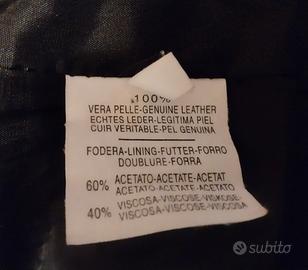 100%
VERA PELLE-GENUINE LEATHER
ECHTES LEDER-LEGITIMA PIEL
CUIR VERITABLE-PEL GENUINA
FODERA-LINING-FUTTER-FORRO
DOUBLURE-FORRA
60% ACETATO-ACETATE-ACETAT
ACETATO-ACETATE-ACETATO
40% VISCOSA-VISCOSE-VISKOSE-
VISCOSA-VISCOSE-VISCOSE
subito